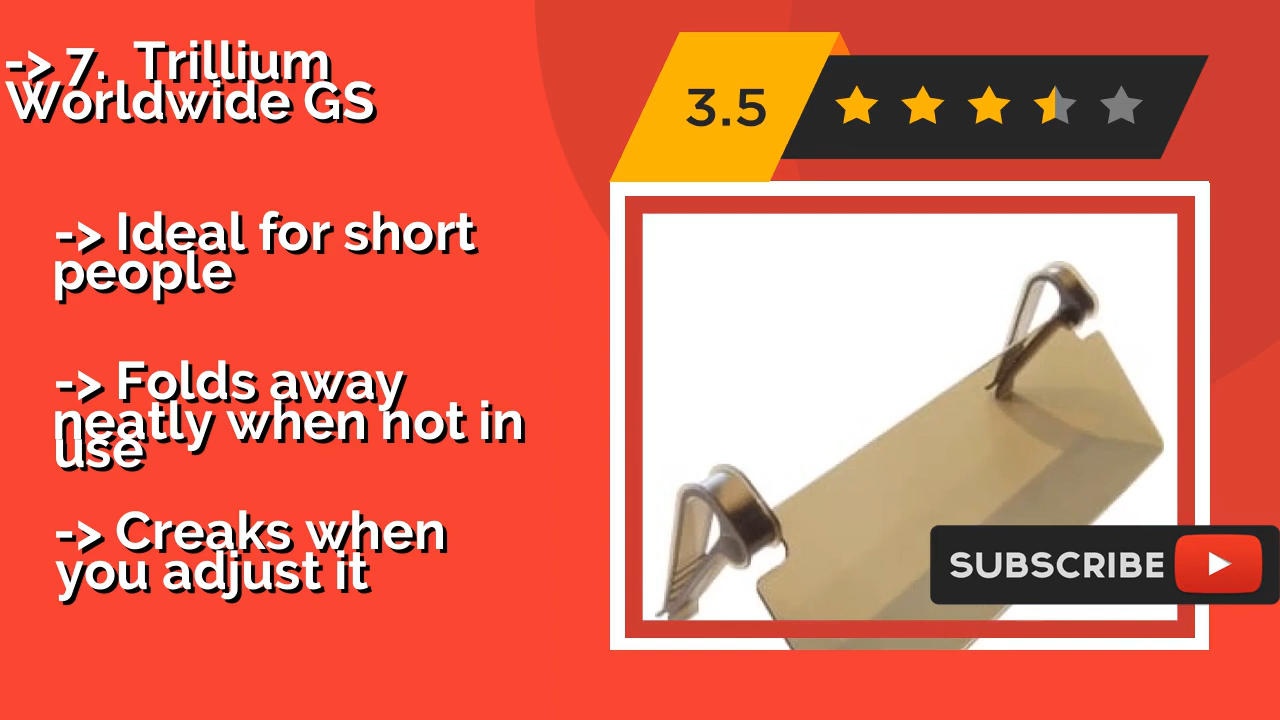 -> 7. Trillium
Worldwide GS
3.5
-> Ideal for short
people
-> Folds away
neatly when not in
use
-> Creaks when
you adjust it
SUBSCRIBE